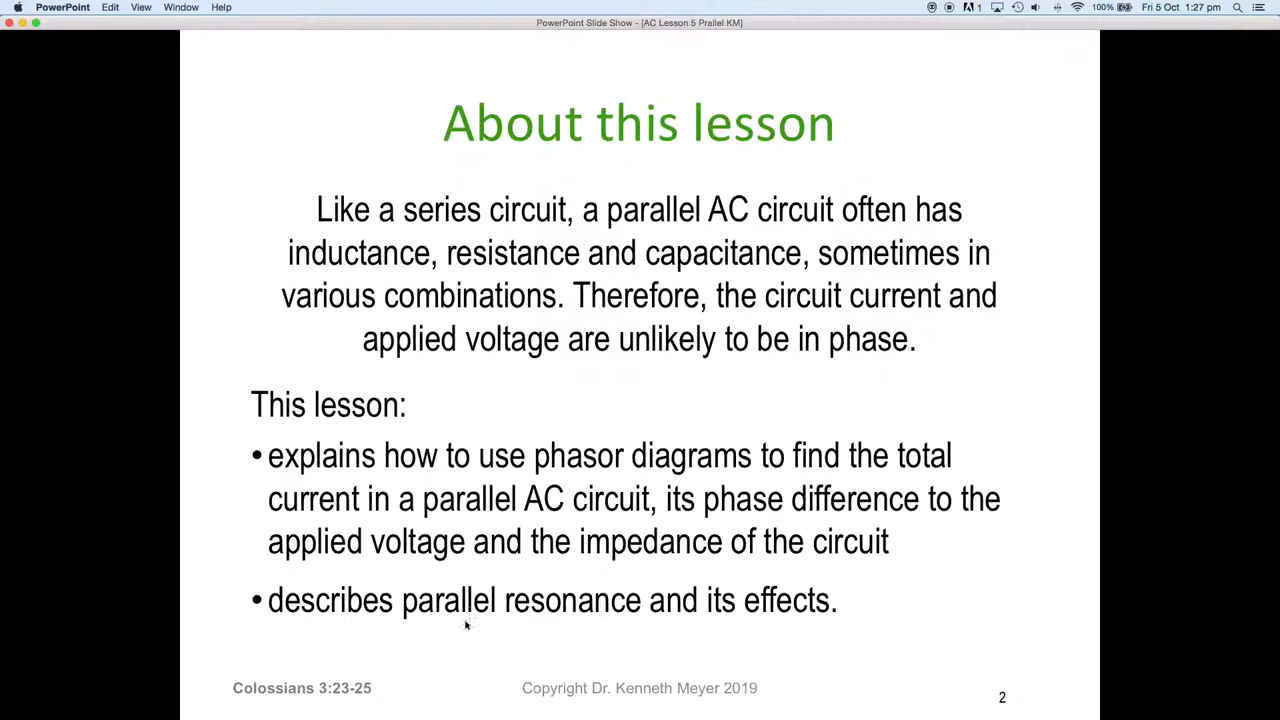 PowerPoint Edit View Window Help 1 100% Fri 5 Oct 1:27 pm
PowerPoint Slide Show - [AC Lesson 5 Prallel KM]
About this lesson
Like a series circuit, a parallel AC circuit often has
inductance, resistance and capacitance, sometimes in
various combinations. Therefore, the circuit current and
applied voltage are unlikely to be in phase.
This lesson:
•explains how to use phasor diagrams to find the total
current in a parallel AC circuit, its phase difference to the
applied voltage and the impedance of the circuit
•describes parallel resonance and its effects.
Colossians 3:23-25 Copyright Dr. Kenneth Meyer 2019 2